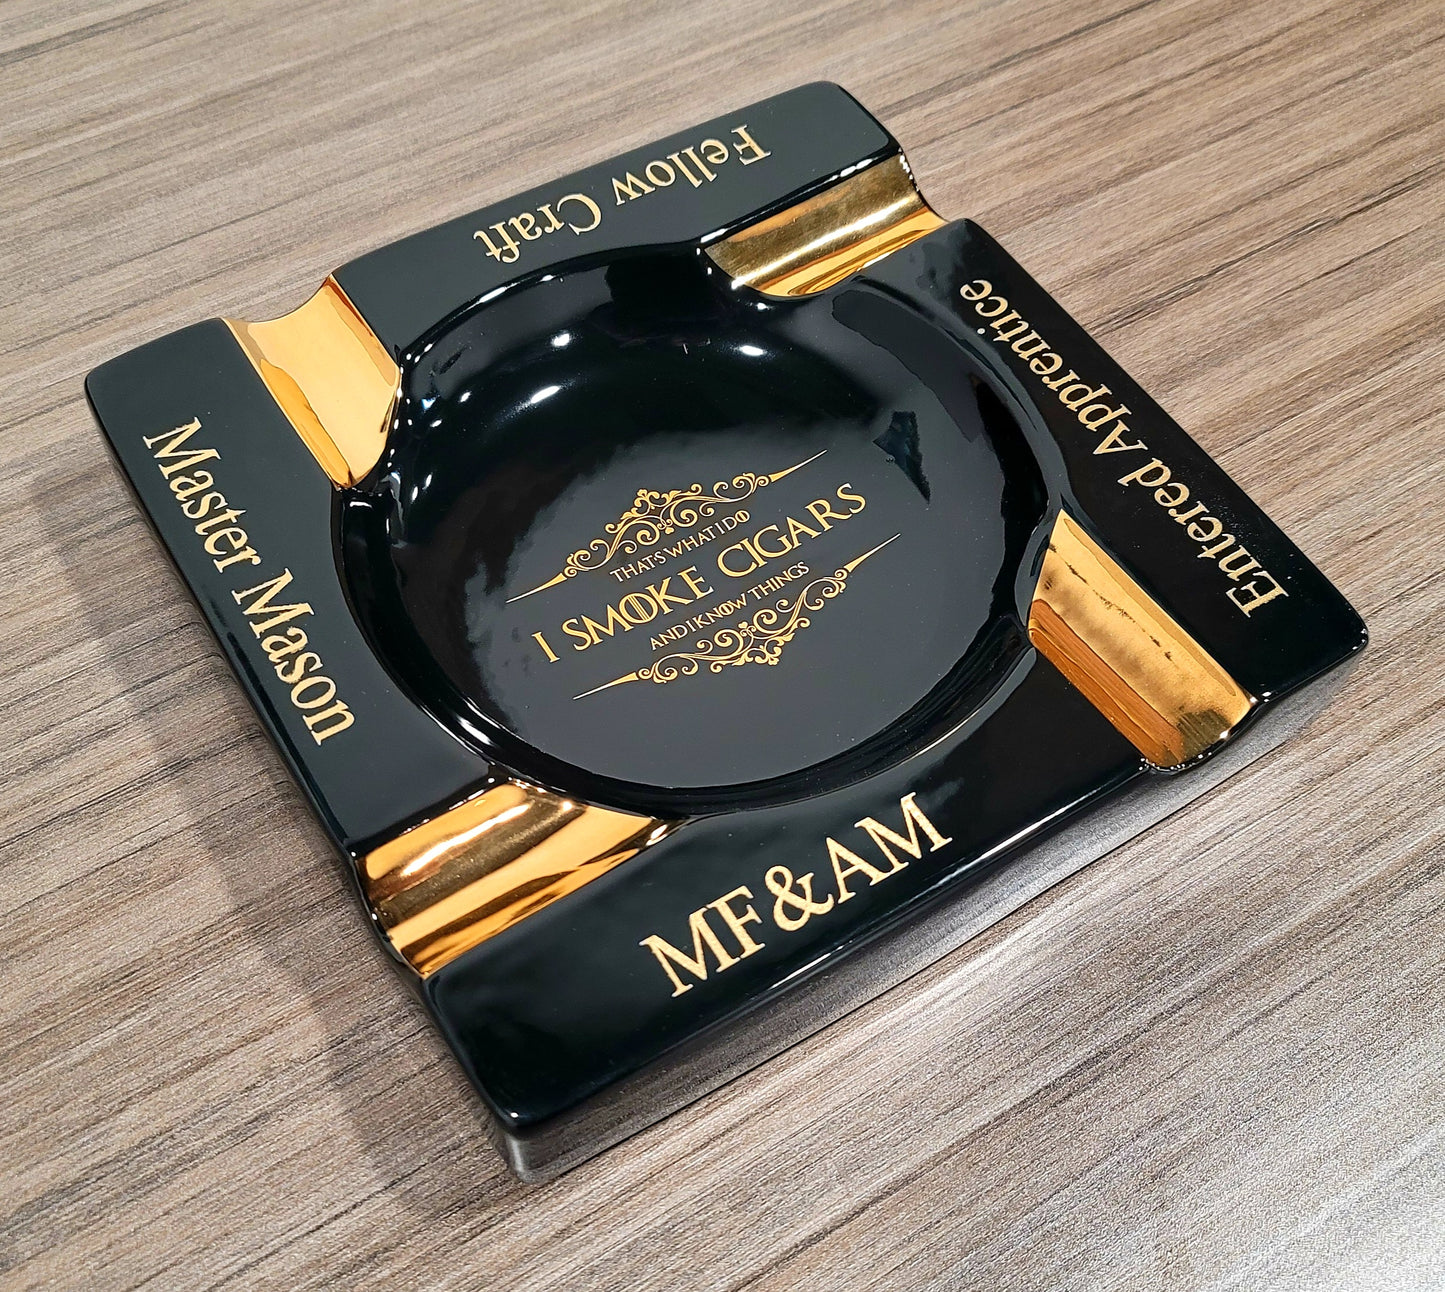 Fellow Craft
Entered Apprentice
Master Mason
THAT'S WHAT I DO
I SMOKE CIGARS
AND I KNOW THINGS
MF&AM